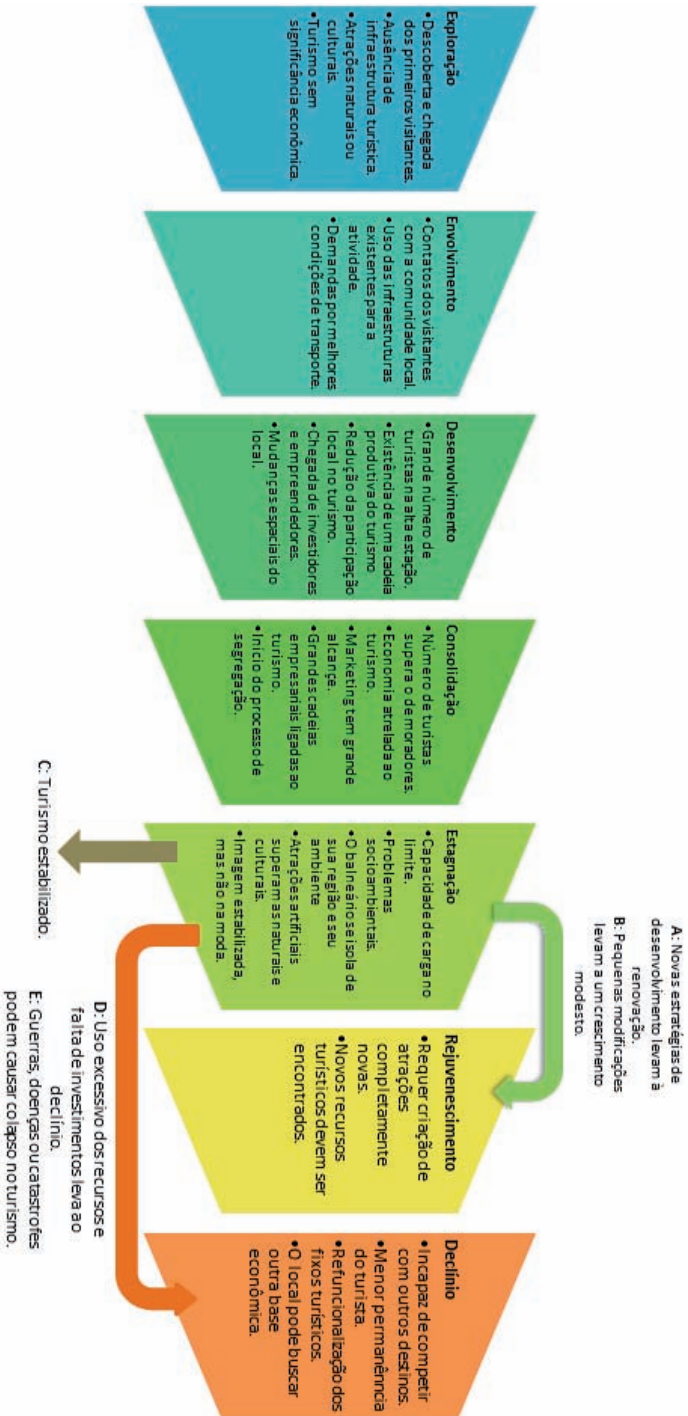 Exploração
•Descoberta e chegada
dos primeiros visitantes.
•Ausência de
infraestrutura turística.
•Atrações naturais ou
culturais.
•Turismo sem
significância econômica.
Envolvimento
•Contatos dos visitantes
com a comunidade local.
•Uso das infraestruturas
existentes para a
atividade.
•Demandas por melhores
condições de transporte.
Desenvolvimento
•Grande número de
turistas na alta estação.
•Existência de uma cadeia
produtiva do turismo
•Redução da participação
local no turismo.
•Chegada de investidores
e empreendedores.
•Mudanças espaciais do
local.
Consolidação
•Número de turistas
supera o de moradores.
•Economia atrelada ao
turismo.
•Marketing tem grande
alcance.
•Grandes cadeias
empresariais ligadas ao
turismo.
•Início do processo de
segregação.
Estagnação
•Capacidade de carga no
limite.
•Problemas
socioambientais.
•O balneário se isola de
sua região e seu
ambiente
•Atrações artificiais
superam as naturais e
culturais.
•Imagem estabilizada,
mas não na moda.
Rejuvenescimento
•Requer criação de
atrações
completamente
novas.
•Novos recursos
turísticos devem ser
encontrados.
Declínio
•Incapaz de competir
com outros destinos.
•Menor permanênncia
do turista.
•Refuncionalização dos
fixos turísticos.
•O local pode buscar
outra base
econômica.
A: Novas estratégias de
desenvolvimento levam à
renovação.
B: Pequenas modificações
levam a um crescimento
modesto.
C: Turismo estabilizado.
D: Uso excessivo dos recursos e
falta de investimentos leva ao
declínio.
E: Guerras, doenças ou catastrofes
podem causar colapso no turismo.